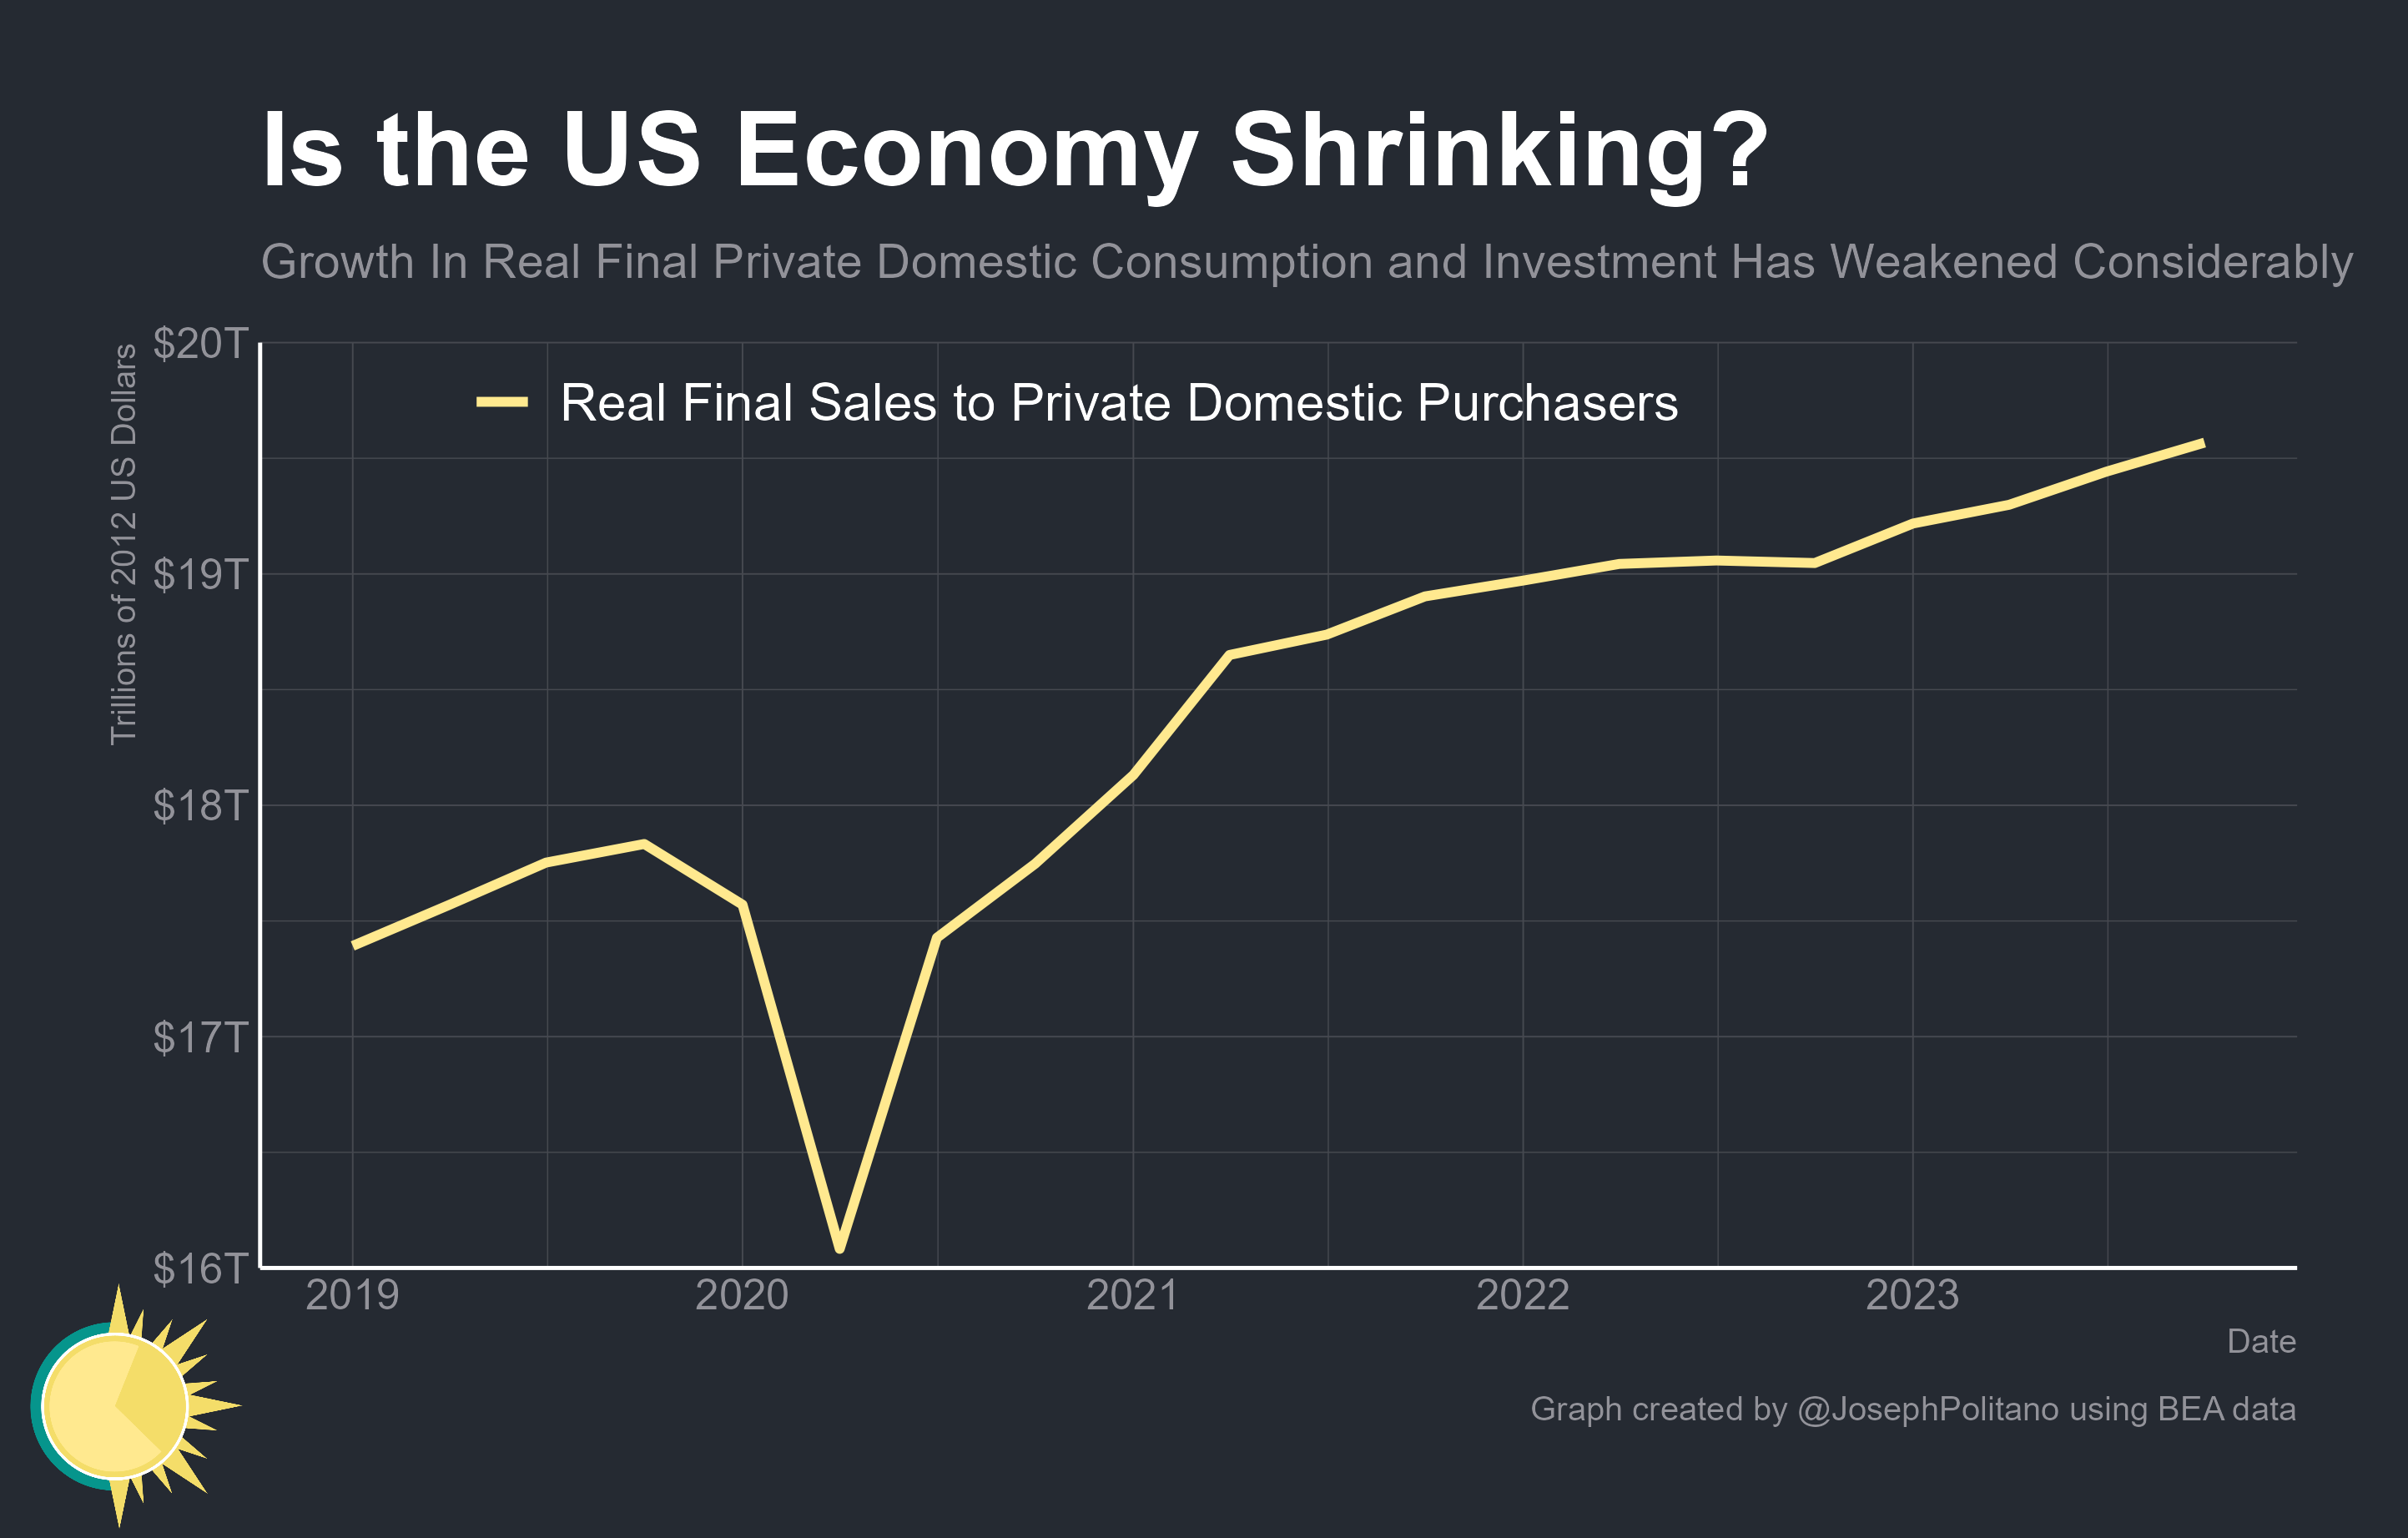 Is the US Economy Shrinking?
Growth In Real Final Private Domestic Consumption and Investment Has Weakened Considerably
Trillions of 2012 US Dollars
$20T
Real Final Sales to Private Domestic Purchasers
$19T
$18T
$17T
$16T
2019 2020 2021 2022 2023
Date
Graph created by @JosephPolitano using BEA data